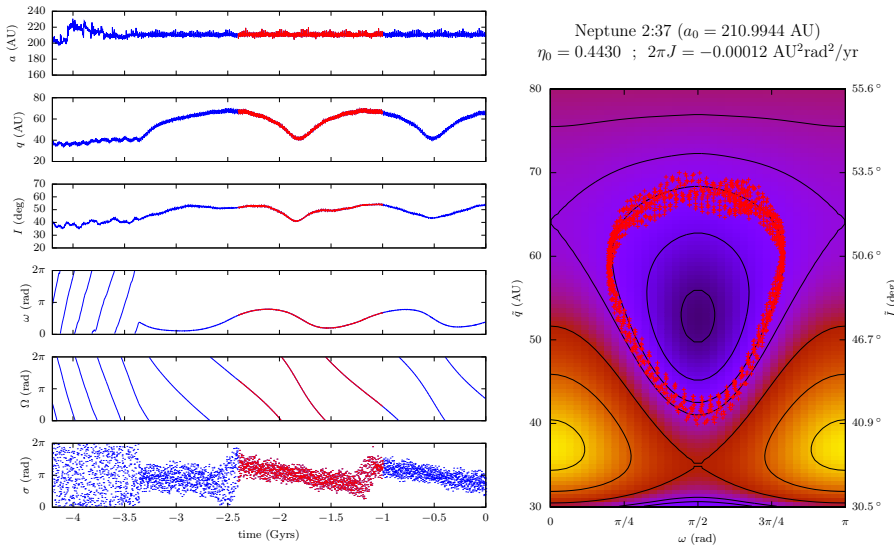 Neptune 2:37 (a₀ = 210.9944 AU)
η₀ = 0.4430 ; 2πJ = −0.00012 AU²rad²/yr
a (AU)
260
240
220
200
180
160
q (AU)
80
60
40
20
I (deg)
70
60
50
40
30
20
ω (rad)
2π
π
0
Ω (rad)
2π
π
0
σ (rad)
2π
π
0
−4 −3.5 −3 −2.5 −2 −1.5 −1 −0.5 0
time (Gyrs)
q̃ (AU)
80
70
60
50
40
30
55.6 °
53.5 °
50.6 °
46.7 °
40.9 °
30.5 °
Ĩ (deg)
0 π/4 π/2 3π/4 π
ω (rad)